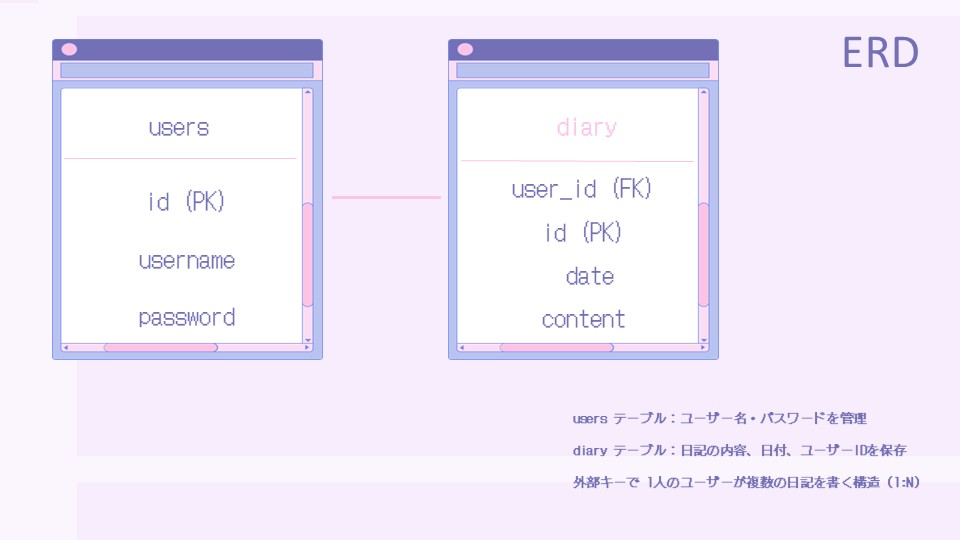 ERD
users
id (PK)
username
password
diary
user_id (FK)
id (PK)
date
content
users テーブル：ユーザー名・パスワードを管理
diary テーブル：日記の内容、日付、ユーザーIDを保存
外部キーで 1人のユーザーが複数の日記を書く構造（1:N）